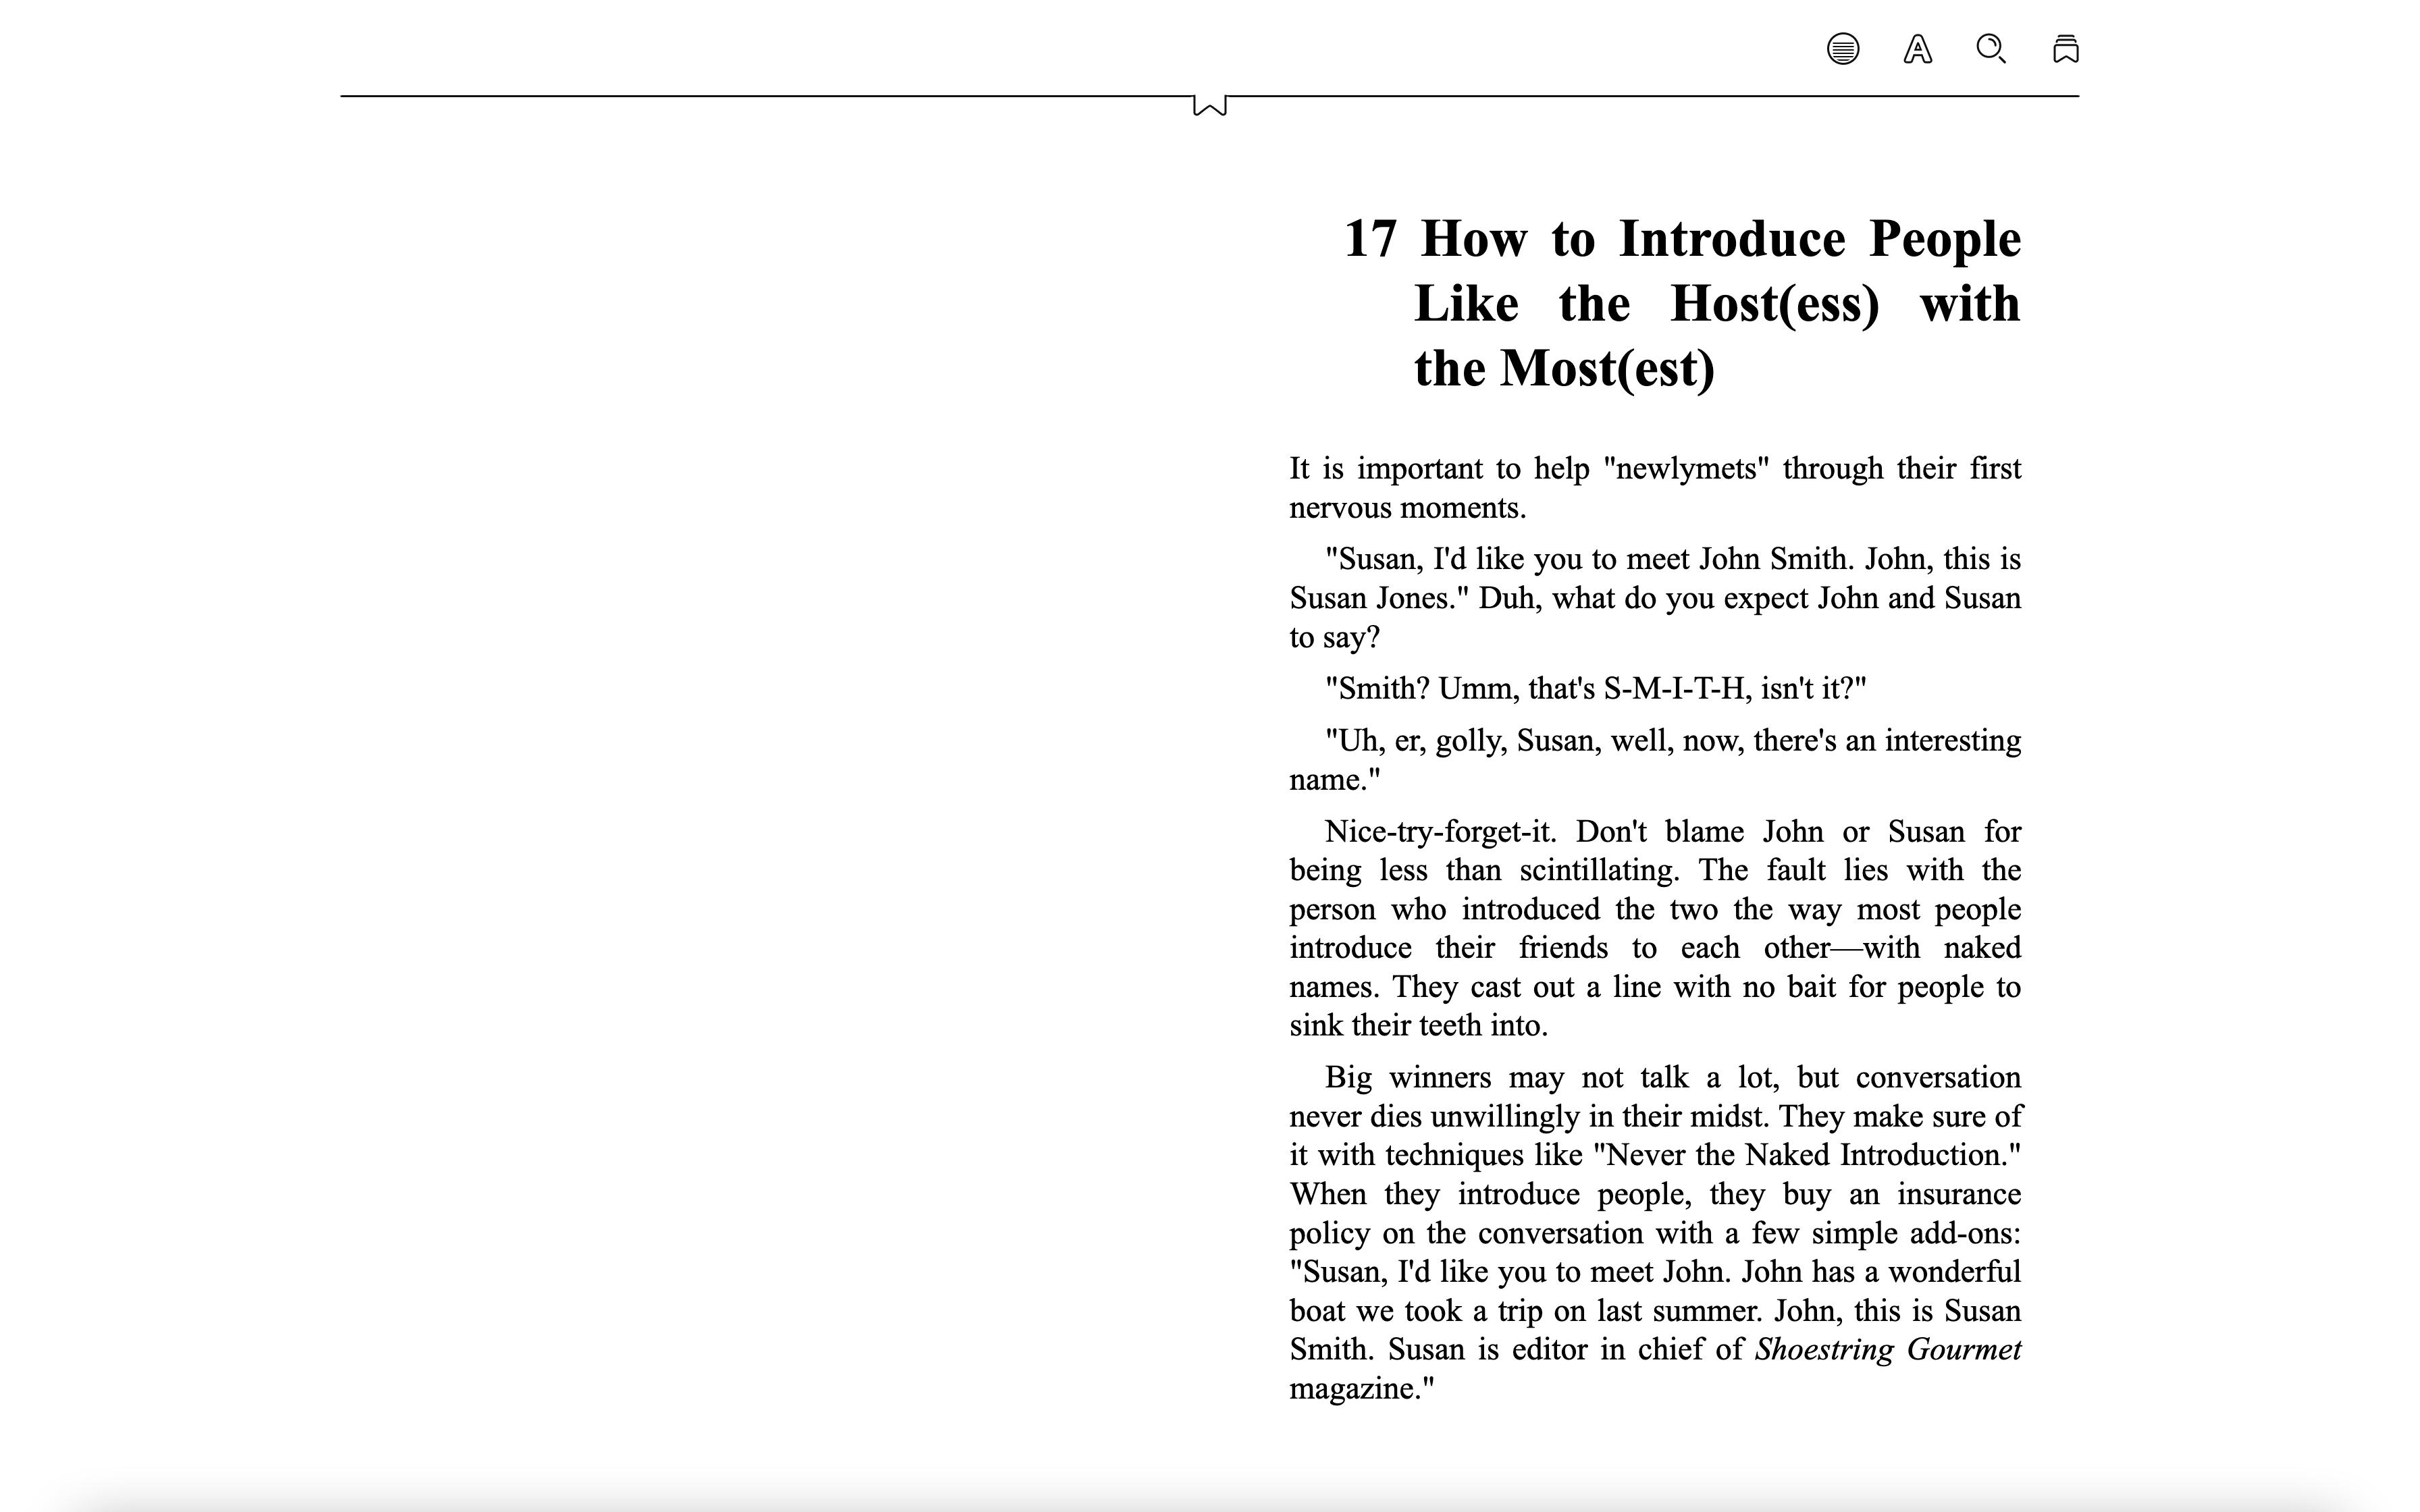 17 How to Introduce People
Like the Host(ess) with
the Most(est)
It is important to help "newlymets" through their first
nervous moments.
"Susan, I'd like you to meet John Smith. John, this is
Susan Jones." Duh, what do you expect John and Susan
to say?
"Smith? Umm, that's S-M-I-T-H, isn't it?"
"Uh, er, golly, Susan, well, now, there's an interesting
name."
Nice-try-forget-it. Don't blame John or Susan for
being less than scintillating. The fault lies with the
person who introduced the two the way most people
introduce their friends to each other—with naked
names. They cast out a line with no bait for people to
sink their teeth into.
Big winners may not talk a lot, but conversation
never dies unwillingly in their midst. They make sure of
it with techniques like "Never the Naked Introduction."
When they introduce people, they buy an insurance
policy on the conversation with a few simple add-ons:
"Susan, I'd like you to meet John. John has a wonderful
boat we took a trip on last summer. John, this is Susan
Smith. Susan is editor in chief of Shoestring Gourmet
magazine."